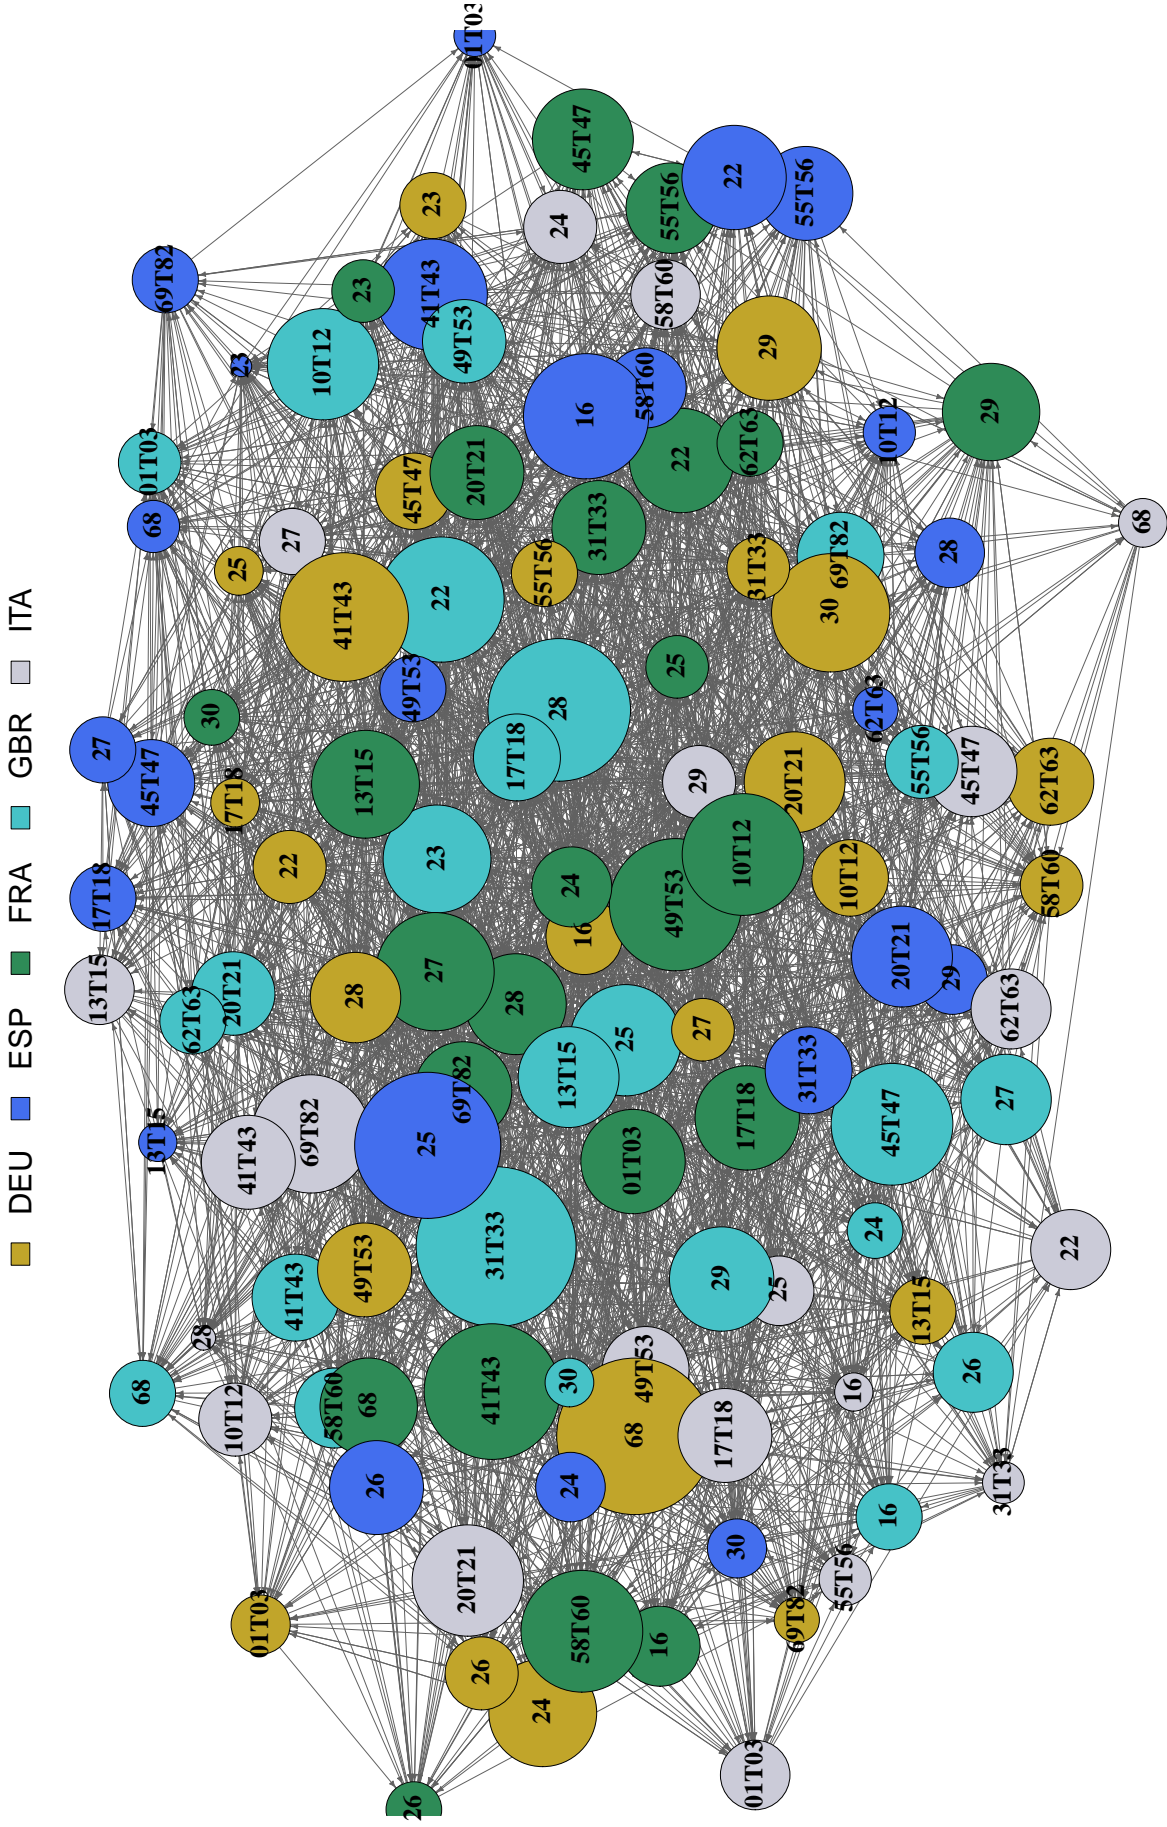 DEU ESP FRA GBR ITA
13T15
17T18
27
68
01T03
45T47
68
13T15
69T82
62T63
28
30
20T21
10T12
17T18
25
23
41T43
01T03
22
27
41T43
69T82
10T12
58T60
41T43
28
23
49T53
13T15
68
26
49T53
45T47
26
25
41T43
23
27
23
22
69T82
49T53
20T21
01T03
20T21
26
41T43
31T33
28
17T18
24
55T56
28
24
13T15
30
24
24
58T60
45T47
16
16
31T33
25
01T03
68
49T53
58T60
16
58T60
55T56
49T53
25
22
29
27
29
17T18
22
30
10T12
17T18
62T63
01T03
31T33
29
25
20T21
69T82
55T56
31T33
30
69T82
55T56
10T12
16
24
62T63
16
10T12
45T47
20T21
55T56
13T15
28
29
45T47
26
29
31T33
27
62T63
62T63
58T60
22
68